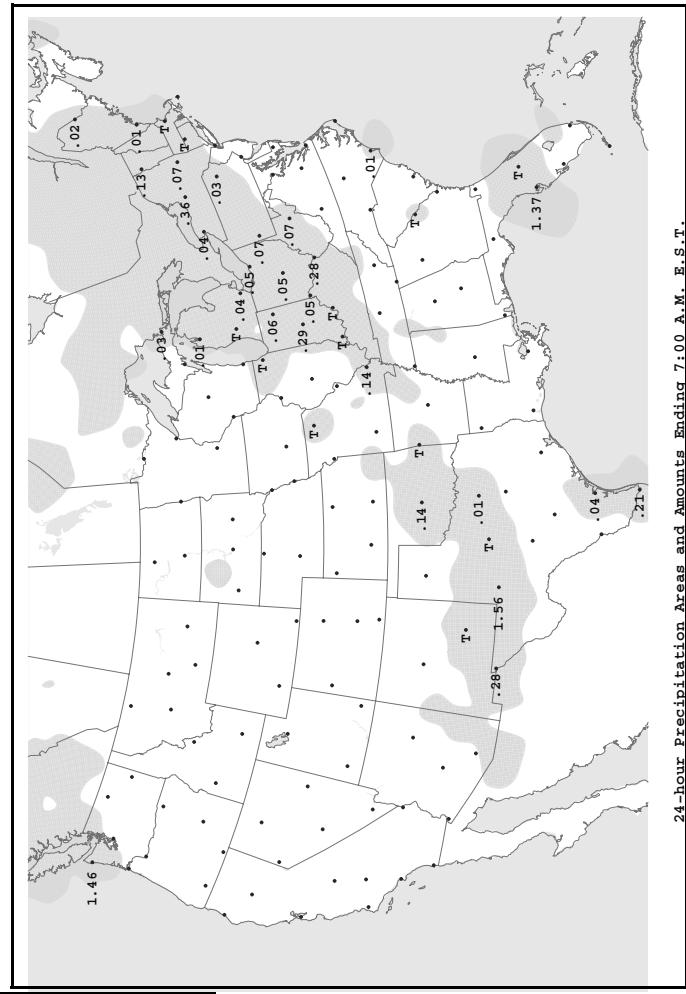 .02
1.46
.01
.13
.03
T
.07
T
.36
.01
.04
.03
T
.04
.05
.07
T
.06
.05
.07
.29
.05
.28
T
T
T
.14
.01
T
T
.14
T
.01
T
.28
1.56
T
1.37
.04
.21
24-hour Precipitation Areas and Amounts Ending 7:00 A.M. E.S.T.